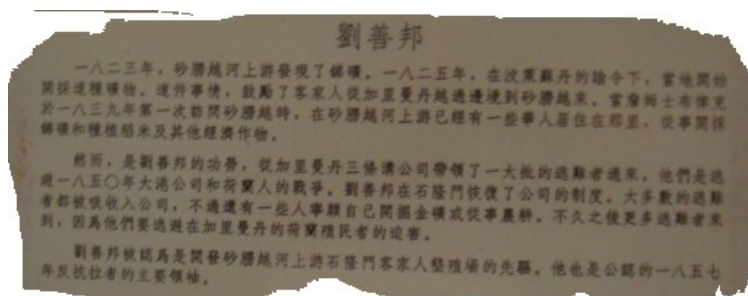 劉善邦
一八二三年，砂朥越河上游發現了銻礦。一八二五年，在汶萊蘇丹的諭令下，當地開始
開採這種礦物。這件事情，鼓勵了客家人從加里曼丹越過邊境到砂朥越來。當詹姆士布律克
於一八三九年第一次訪問砂朥越時，在砂朥越河上游已經有一些華人居住在那里，從事開採
銻礦和種植稻米及其他經濟作物。
然而，是劉善邦的功勞，從加里曼丹三條溝公司帶領了一大批的逃難者過來，他們是逃
避一八五〇年大港公司和荷蘭人的戰爭。劉善邦在石隆門恢復了公司的制度。大多數的逃難
者都被吸收入公司，不過還有一些人寧願自己開掘金礦或從事農耕。不久之後更多逃難者來
到，因爲他們要逃避在加里曼丹的荷蘭殖民者的迫害。
劉善邦被認爲是開發砂朥越河上游石隆門客家人墾殖場的先驅。他也是公認的一八五七
年反抗拉者的主要領袖。